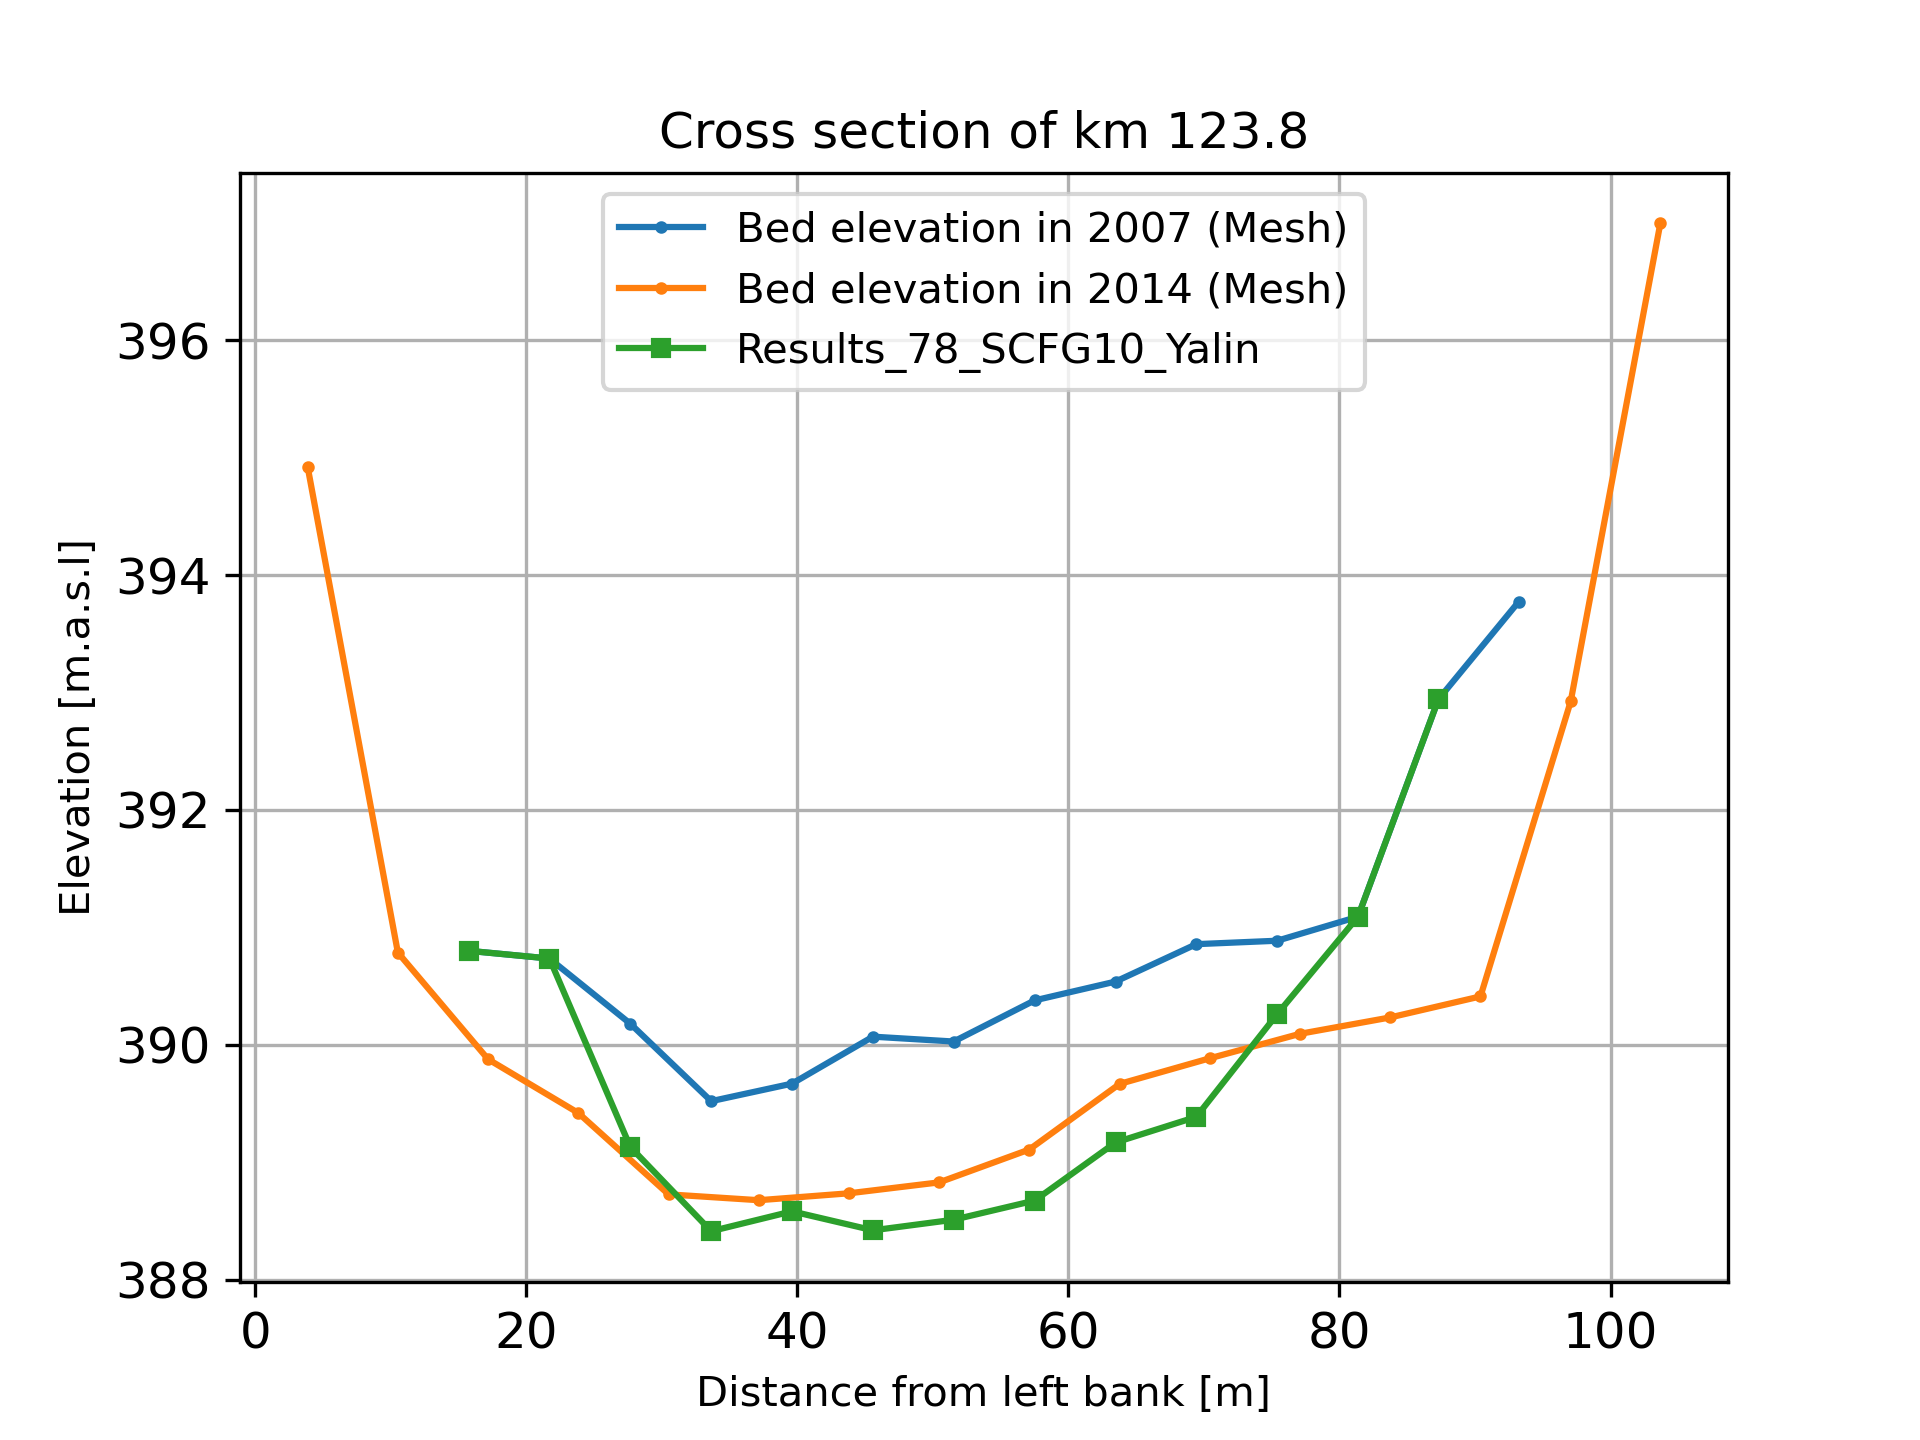 Cross section of km 123.8
Bed elevation in 2007 (Mesh)
Bed elevation in 2014 (Mesh)
Results_78_SCFG10_Yalin
396
394
392
390
388
Elevation [m.a.s.l]
0 20 40 60 80 100
Distance from left bank [m]